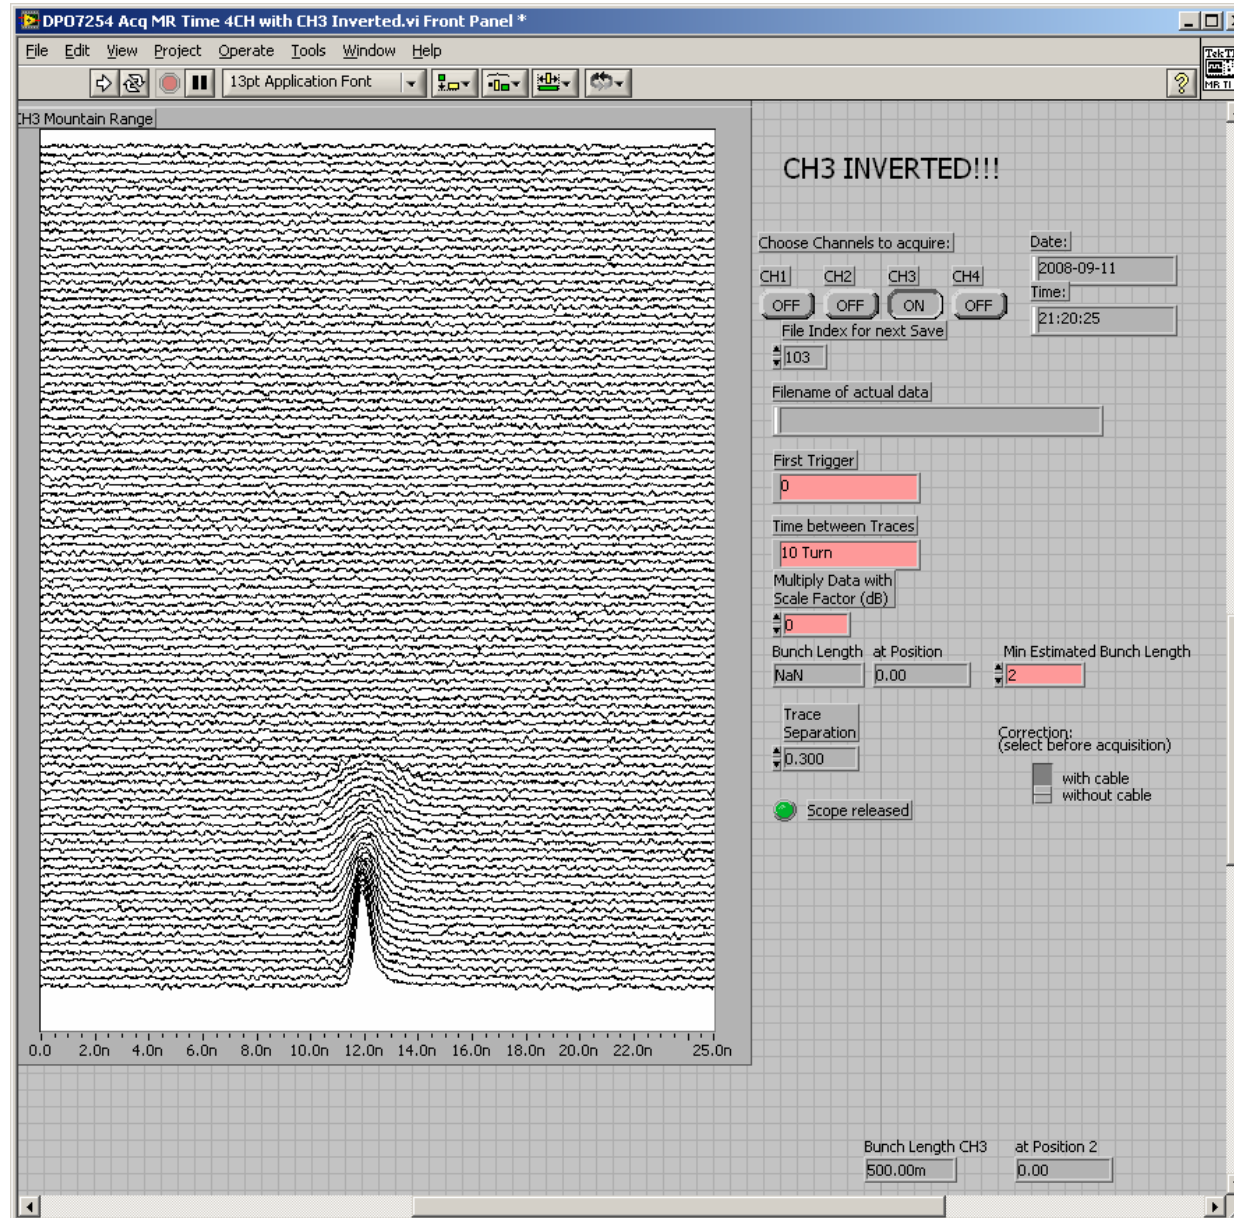 DPO7254 Acq MR Time 4CH with CH3 Inverted.vi Front Panel *
File Edit View Project Operate Tools Window Help
13pt Application Font
TekT
MR TI
CH3 Mountain Range
CH3 INVERTED!!!
Choose Channels to acquire:
Date:
2008-09-11
CH1 CH2 CH3 CH4
OFF OFF ON OFF
Time:
21:20:25
File Index for next Save
103
Filename of actual data
First Trigger
0
Time between Traces
10 Turn
Multiply Data with
Scale Factor (dB)
0
Bunch Length at Position Min Estimated Bunch Length
NaN 0.00 2
Trace
Separation
0.300
Correction:
(select before acquisition)
with cable
without cable
Scope released
0.0 2.0n 4.0n 6.0n 8.0n 10.0n 12.0n 14.0n 16.0n 18.0n 20.0n 22.0n 25.0n
Bunch Length CH3 at Position 2
500.00m 0.00